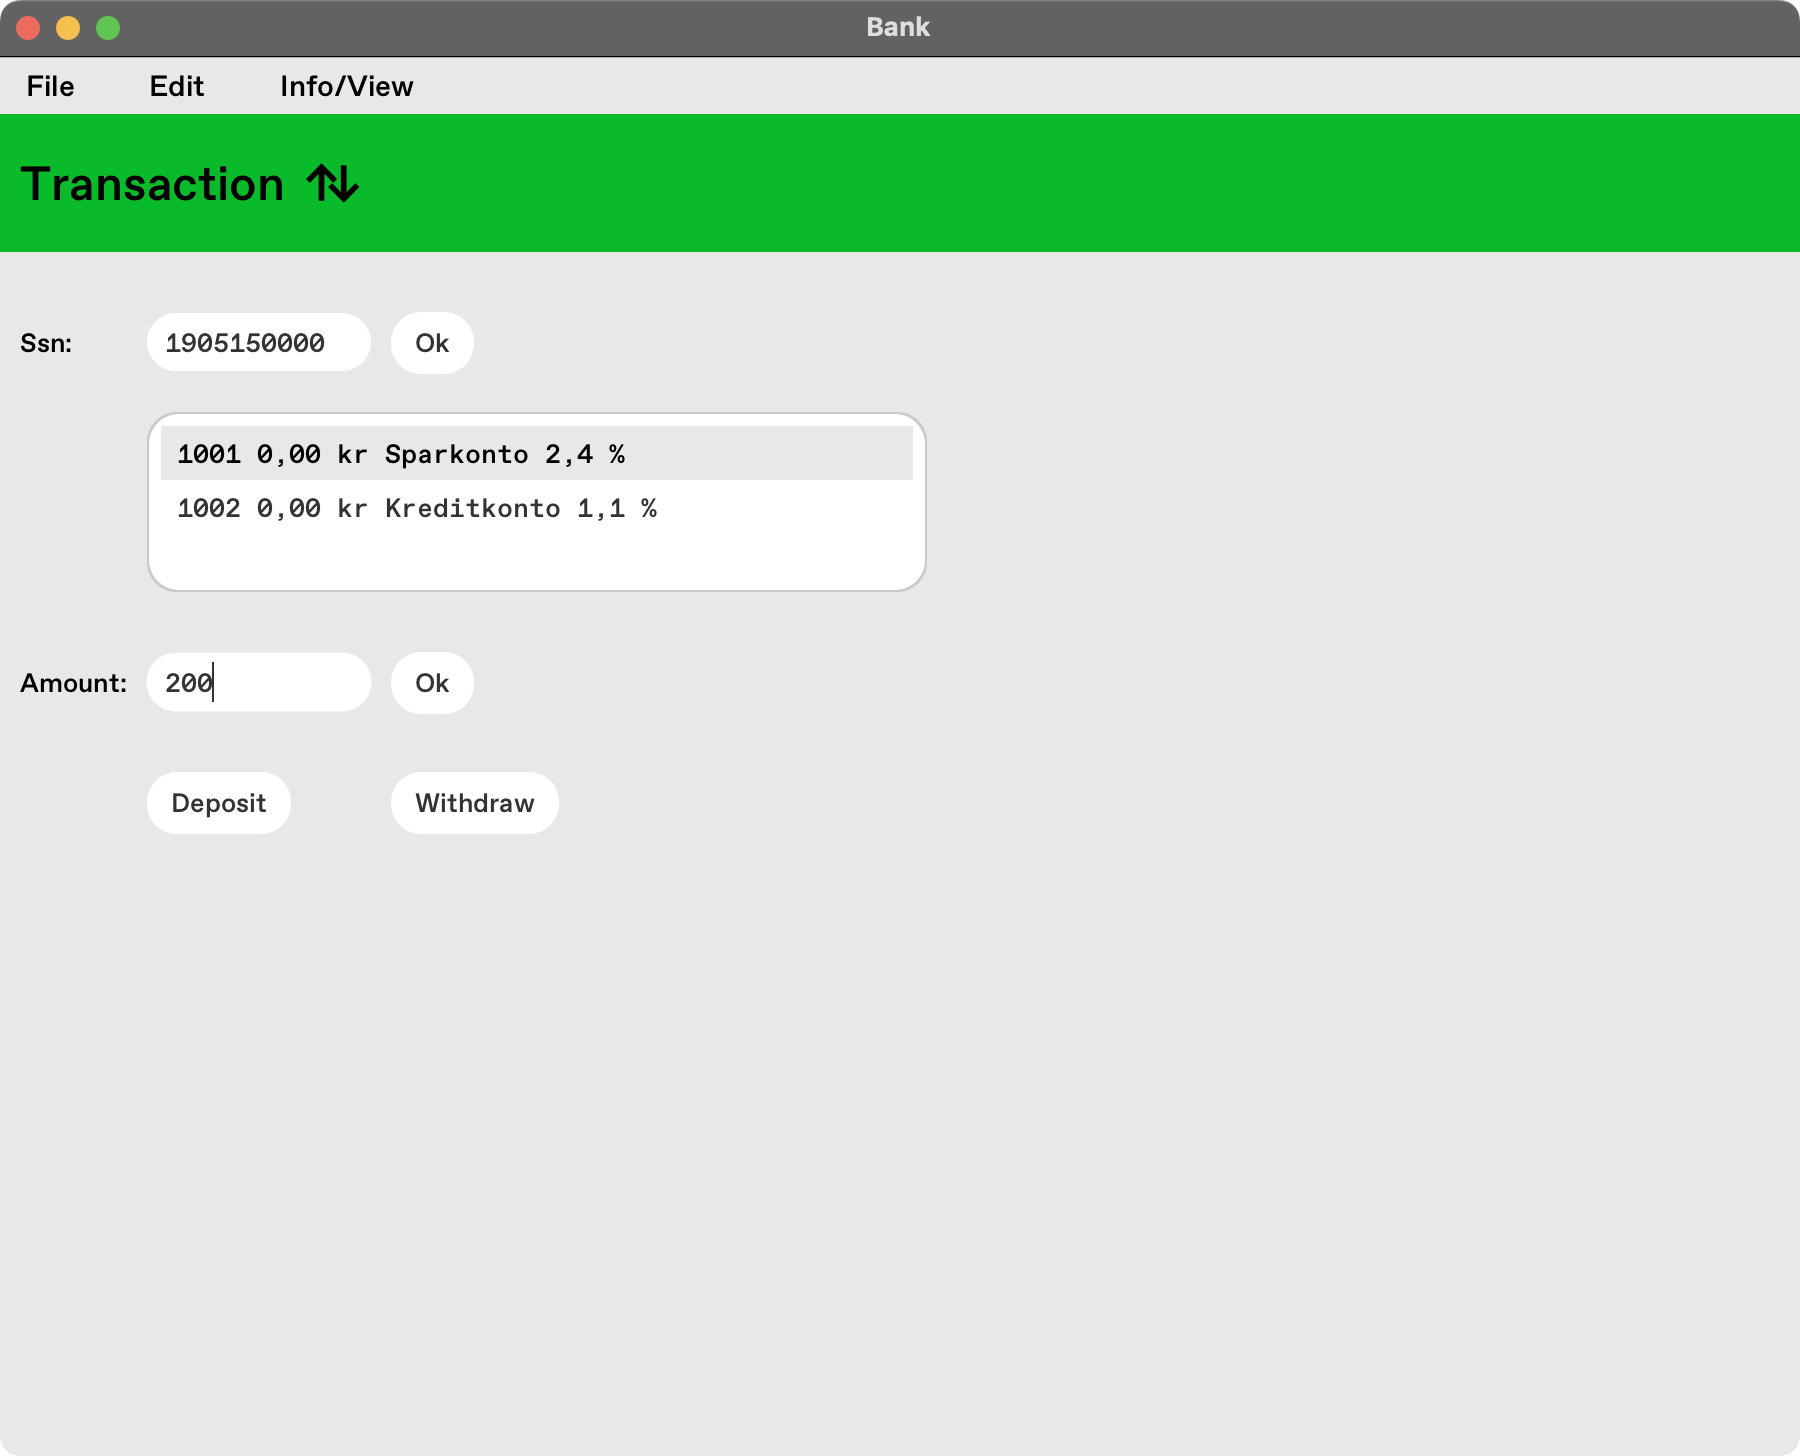 Bank
File Edit Info/View
Transaction ↑↓
Ssn: 1905150000 Ok
1001 0,00 kr Sparkonto 2,4 %
1002 0,00 kr Kreditkonto 1,1 %
Amount: 200 Ok
Deposit Withdraw